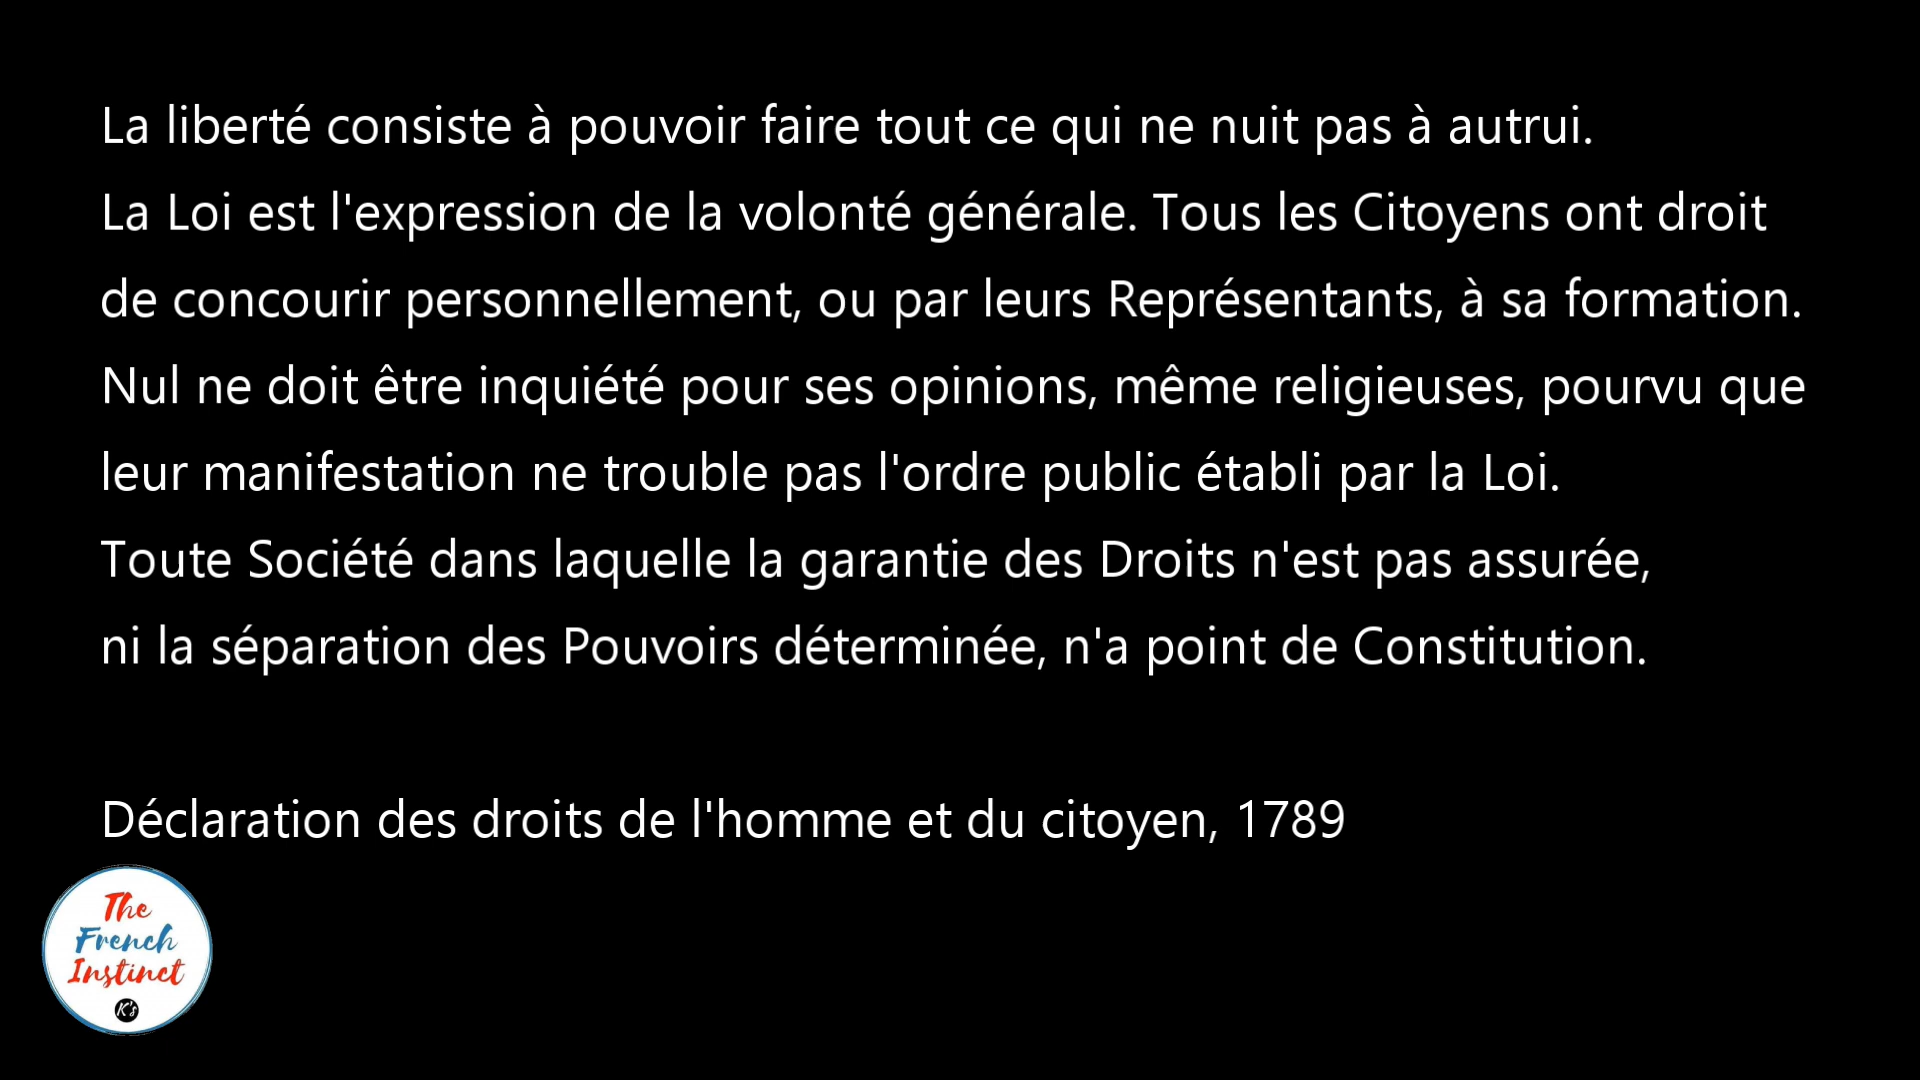 La liberté consiste à pouvoir faire tout ce qui ne nuit pas à autrui.
La Loi est l'expression de la volonté générale. Tous les Citoyens ont droit
de concourir personnellement, ou par leurs Représentants, à sa formation.
Nul ne doit être inquiété pour ses opinions, même religieuses, pourvu que
leur manifestation ne trouble pas l'ordre public établi par la Loi.
Toute Société dans laquelle la garantie des Droits n'est pas assurée,
ni la séparation des Pouvoirs déterminée, n'a point de Constitution.
Déclaration des droits de l'homme et du citoyen, 1789
The
French
Instinct
K's